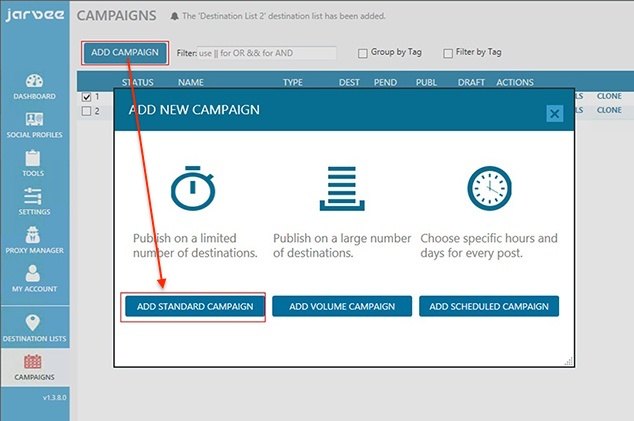 jarvee
CAMPAIGNS
The 'Destination List 2' destination list has been added.
ADD CAMPAIGN
Filter: use || for OR && for AND
Group by Tag
Filter by Tag
STATUS NAME TYPE DEST PEND PUBL DRAFT ACTIONS
1 LS CLONE
2 LS CLONE
DASHBOARD
SOCIAL PROFILES
TOOLS
SETTINGS
PROXY MANAGER
MY ACCOUNT
DESTINATION LISTS
CAMPAIGNS
v1.3.8.0
ADD NEW CAMPAIGN
Publish on a limited
number of destinations.
ADD STANDARD CAMPAIGN
Publish on a large number
of destinations.
ADD VOLUME CAMPAIGN
Choose specific hours and
days for every post.
ADD SCHEDULED CAMPAIGN